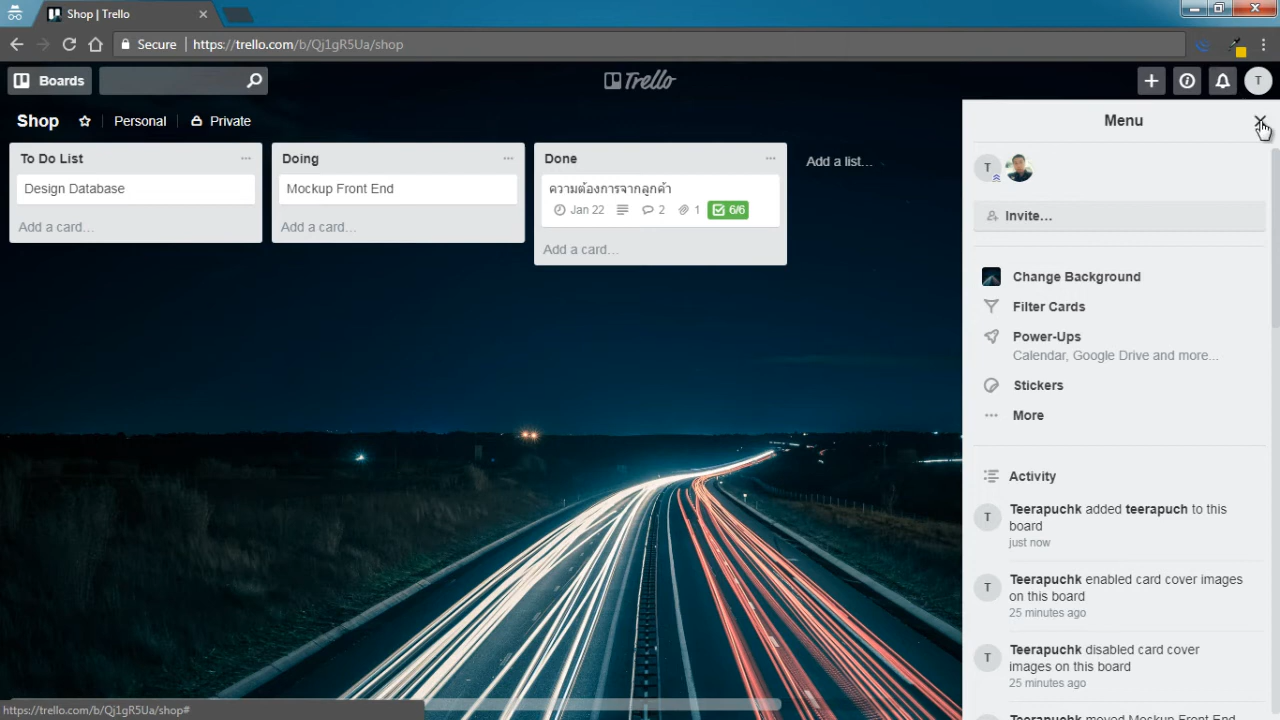 Shop | Trello
Secure
https://trello.com/b/Qj1gR5Ua/shop
Boards
Trello
T
Shop
Personal
Private
To Do List
Design Database
Add a card...
Doing
Mockup Front End
Add a card...
Done
ความต้องการจากลูกค้า
Jan 22 2 1 6/6
Add a card...
Add a list...
Menu
T
Invite...
Change Background
Filter Cards
Power-Ups
Calendar, Google Drive and more...
Stickers
More
Activity
T
Teerapuchk added teerapuch to this
board
just now
T
Teerapuchk enabled card cover images
on this board
25 minutes ago
T
Teerapuchk disabled card cover
images on this board
25 minutes ago
Teerapuchk moved Mockup Front End
https://trello.com/b/Qj1gR5Ua/shop#